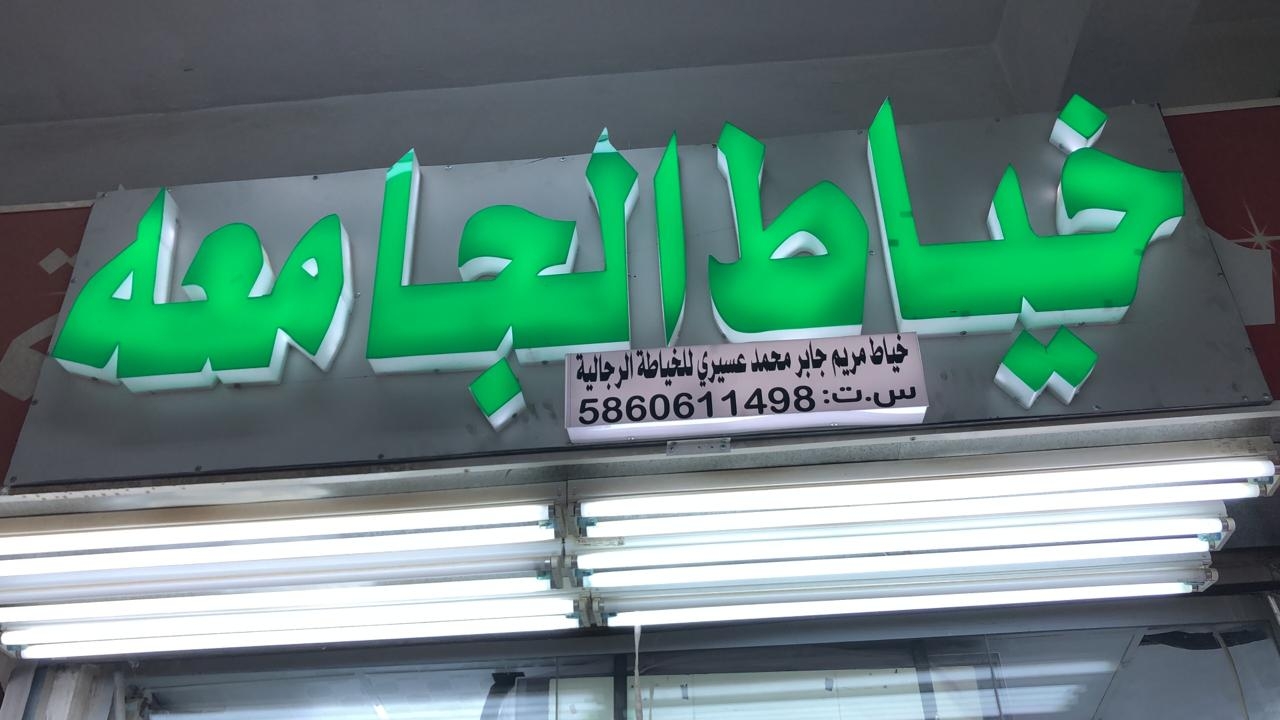 خياط الجامعه
خياط مريم جابر محمد عسيري للخياطة الرجالية
س.ت: 5860611498